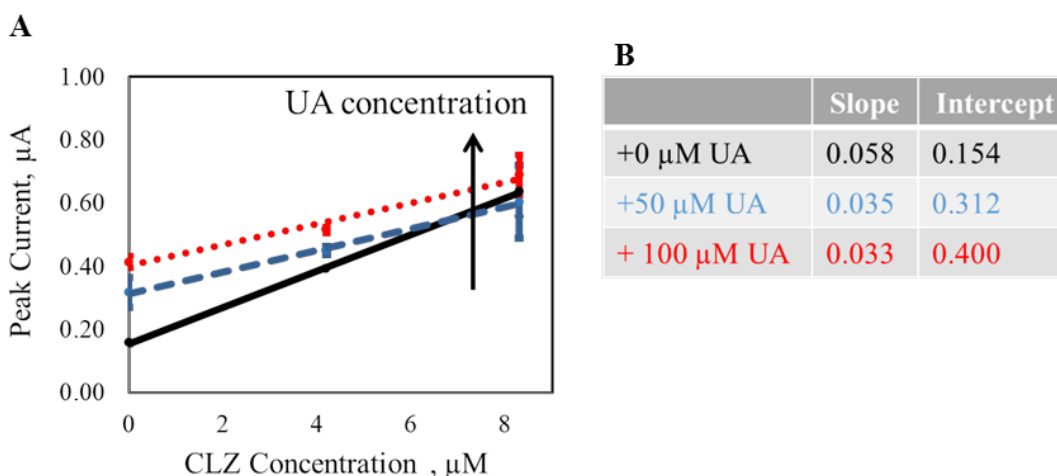 A
1.00
0.80
0.60
0.40
0.20
0.00
Peak Current, µA
UA concentration
0 2 4 6 8
CLZ Concentration , µM
B
Slope Intercept
+0 µM UA 0.058 0.154
+50 µM UA 0.035 0.312
+ 100 µM UA 0.033 0.400